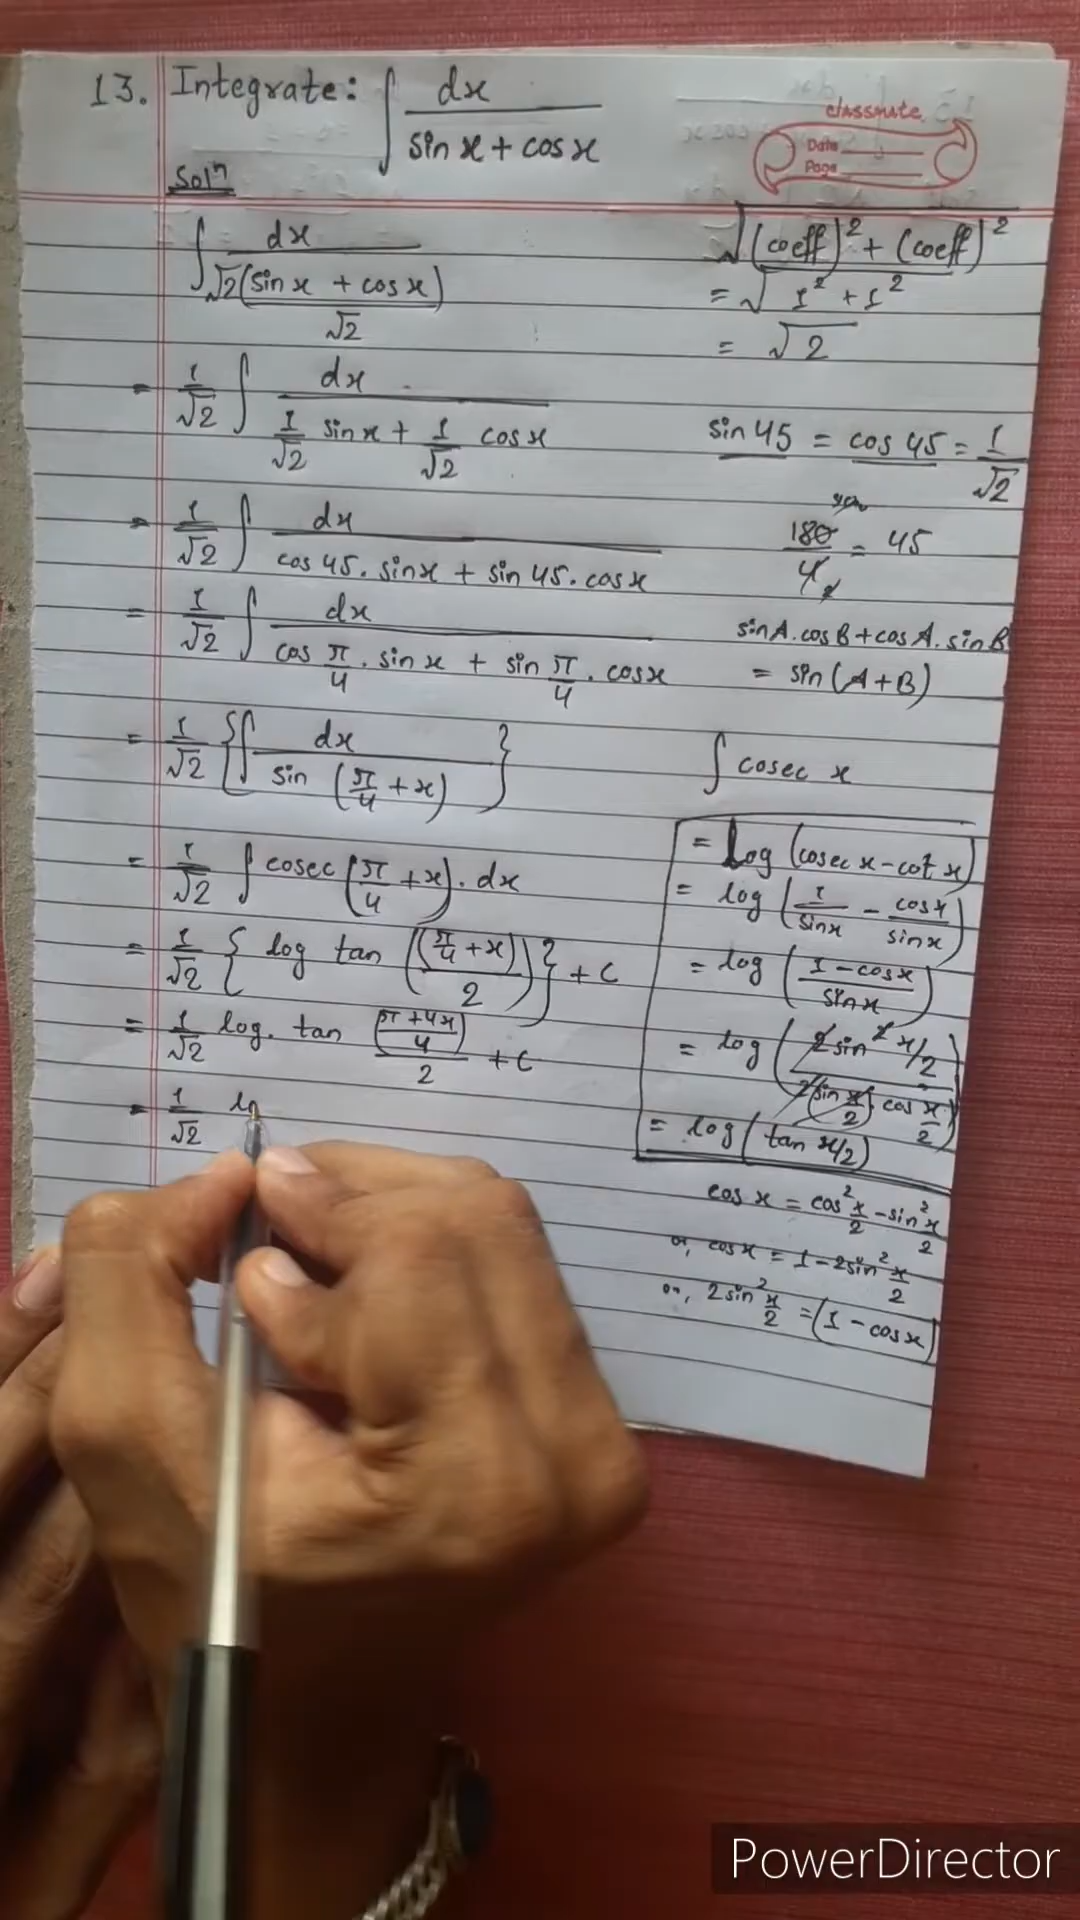 13. Integrate: ∫ dx / (sin x + cos x)
classmate
Date
Page
Sol^n
∫ dx / (√2 (sin x + cos x) / √2)
= 1/√2 ∫ dx / (1/√2 sin x + 1/√2 cos x)
= 1/√2 ∫ dx / (cos 45. sin x + sin 45. cos x)
= 1/√2 ∫ dx / (cos π/4 . sin x + sin π/4 . cos x)
= 1/√2 {∫ dx / sin (π/4 + x)}
= 1/√2 ∫ cosec (π/4 + x). dx
= 1/√2 { log tan ((π/4 + x) / 2)} + C
= 1/√2 log. tan ((π + 4x)/4) / 2 + C
= 1/√2 lo
√((coeff)² + (coeff)²)
= √(1² + 1²)
= √2
sin 45 = cos 45 = 1/√2
180/4 = 45
sin A. cos B + cos A. sin B
= sin (A + B)
∫ cosec x
= log (cosec x - cot x)
= log (1/sin x - cos x/sin x)
= log ((1 - cos x) / sin x)
= log (2 sin² x/2 / (2 sin x/2 . cos x/2))
= log (tan x/2)
cos x = cos² x/2 - sin² x/2
or, cos x = 1 - 2 sin² x/2
or, 2 sin² x/2 = (1 - cos x)
PowerDirector